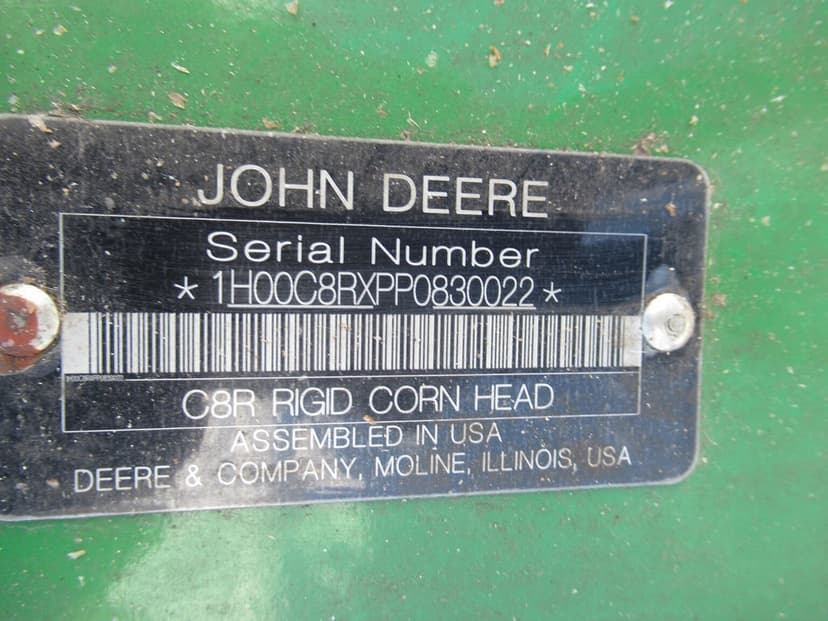 JOHN DEERE
Serial Number
*1H00C8RXPP0830022*
C8R RIGID CORN HEAD
ASSEMBLED IN USA
DEERE & COMPANY, MOLINE, ILLINOIS, USA